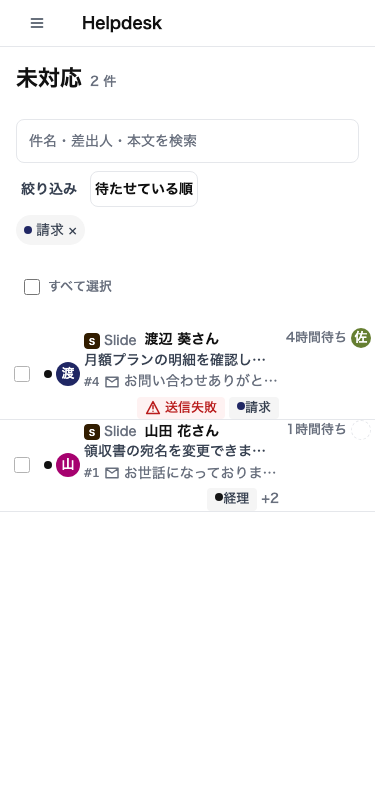 Helpdesk
未対応 2 件
件名・差出人・本文を検索
絞り込み 待たせている順
請求 ×
すべて選択
S Slide 渡辺 葵さん 4時間待ち 佐
渡 月額プランの明細を確認し…
#4 お問い合わせありがと…
送信失敗 請求
S Slide 山田 花さん 1時間待ち
山 領収書の宛名を変更できま…
#1 お世話になっておりま…
経理 +2